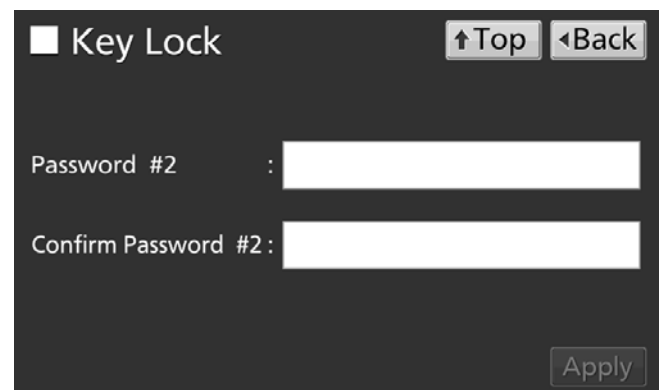 Key Lock
↑Top
◂Back
Password #2 :
Confirm Password #2 :
Apply